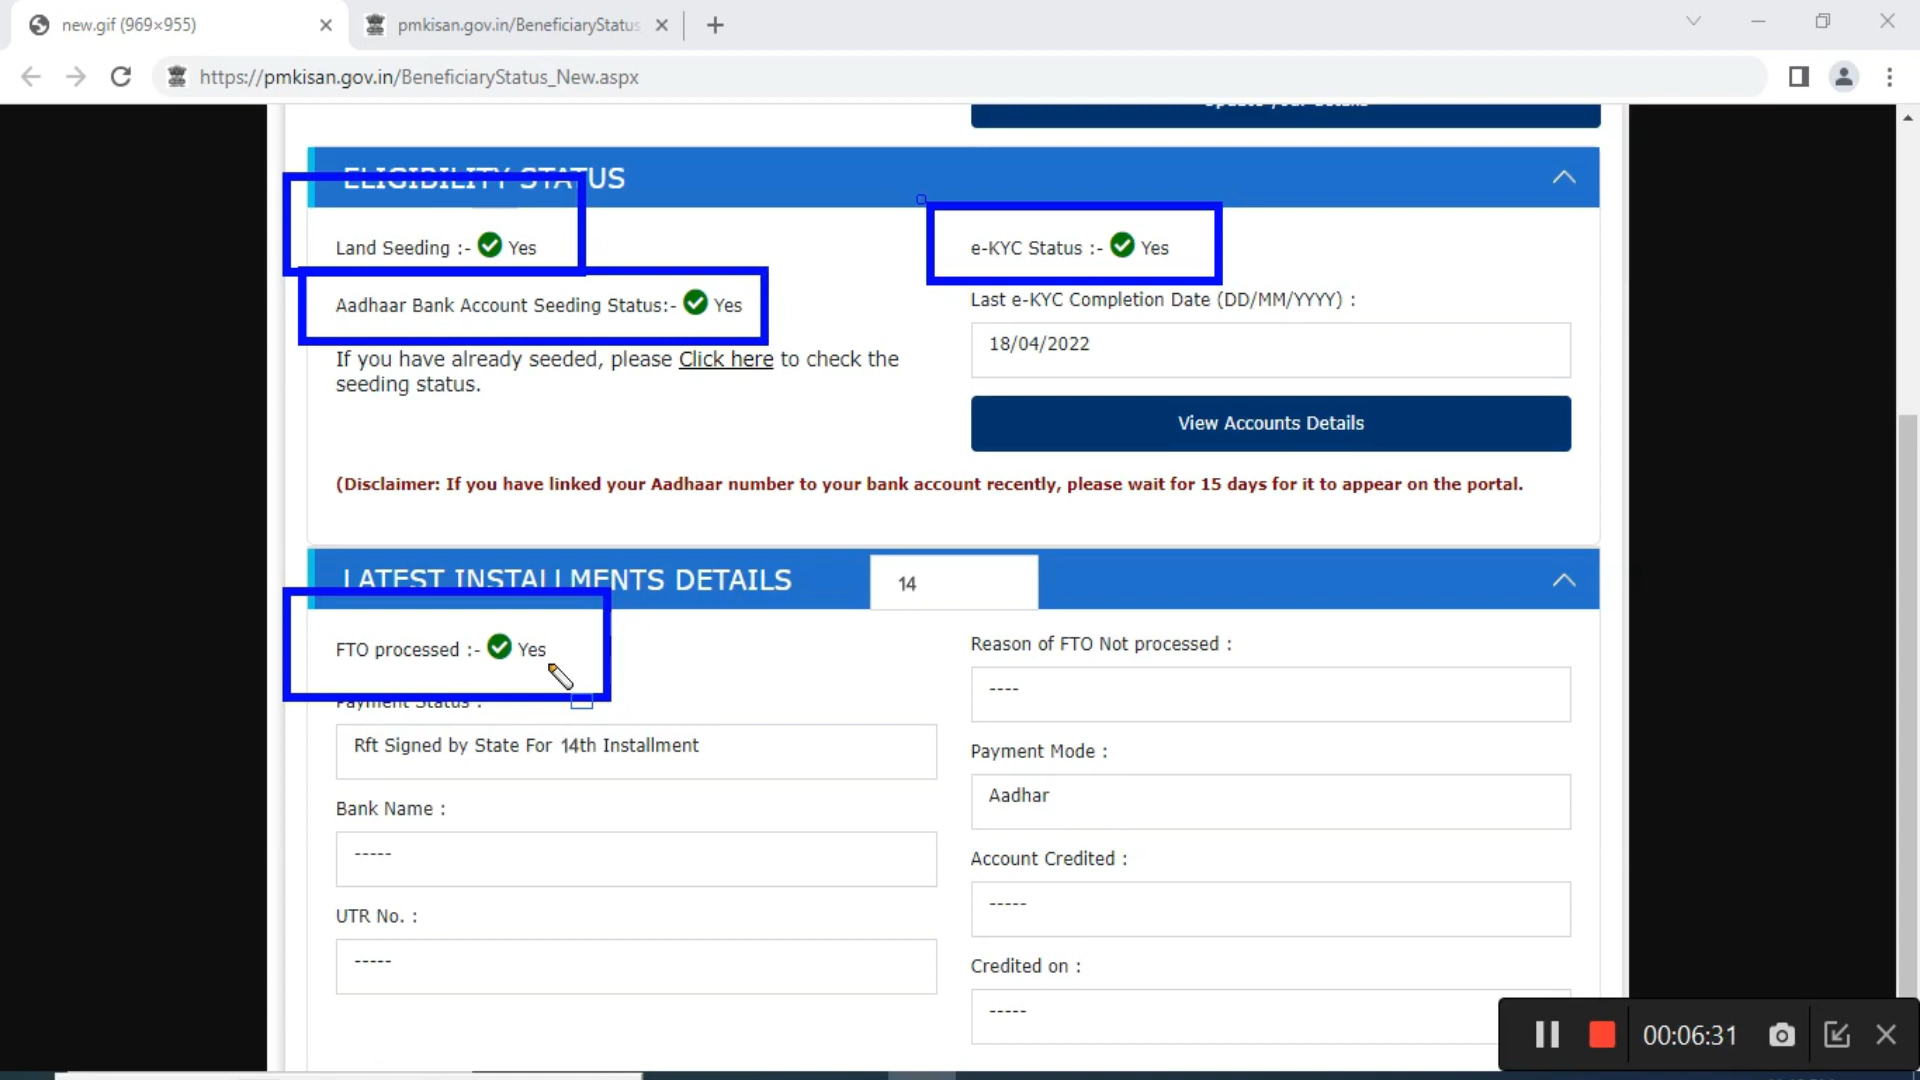 new.gif (969×955)
pmkisan.gov.in/BeneficiaryStatus
https://pmkisan.gov.in/BeneficiaryStatus_New.aspx
Update your details
ELIGIBILITY STATUS
Land Seeding :- Yes
e-KYC Status :- Yes
Aadhaar Bank Account Seeding Status:- Yes
Last e-KYC Completion Date (DD/MM/YYYY) :
18/04/2022
If you have already seeded, please Click here to check the
seeding status.
View Accounts Details
(Disclaimer: If you have linked your Aadhaar number to your bank account recently, please wait for 15 days for it to appear on the portal.
LATEST INSTALLMENTS DETAILS
14
FTO processed :- Yes
Reason of FTO Not processed :
----
Payment Status :
Rft Signed by State For 14th Installment
Payment Mode :
Aadhar
Bank Name :
-----
Account Credited :
-----
UTR No. :
-----
Credited on :
-----
00:06:31